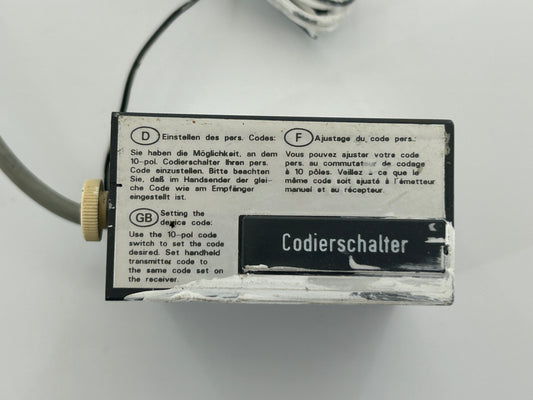 D Einstellen des pers. Codes:
Sie haben die Möglichkeit, an dem
10-pol. Codierschalter Ihren pers.
Code einzustellen. Bitte beachten
Sie, daß im Handsender der glei-
che Code wie am Empfänger
eingestellt ist.
F Ajustage du code pers.:
Vous pouvez ajuster votre code
pers. au commutateur de codage
à 10 pôles. Veillez à ce que le
même code soit ajusté à l'émetteur
manuel et au récepteur.
GB Setting the
device code:
Use the 10-pol code
switch to set the code
desired. Set handheld
transmitter code to
the same code set on
the receiver.
Codierschalter